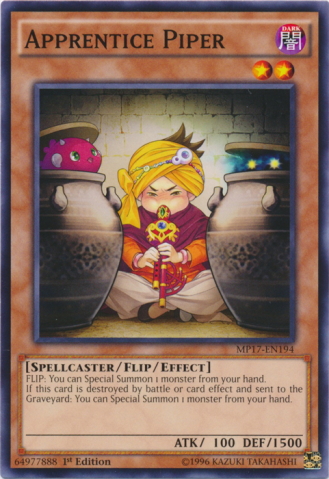 APPRENTICE PIPER
DARK
闇
MP17-EN194
[SPELLCASTER/FLIP/EFFECT]
FLIP: You can Special Summon 1 monster from your hand.
If this card is destroyed by battle or card effect and sent to the
Graveyard: You can Special Summon 1 monster from your hand.
ATK/ 100 DEF/1500
64977888 1st Edition ©1996 KAZUKI TAKAHASHI